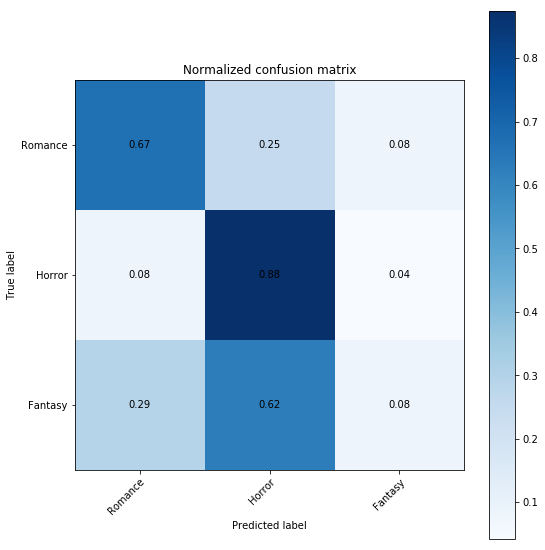 Normalized confusion matrix
Romance 0.67 0.25 0.08
Horror 0.08 0.88 0.04
Fantasy 0.29 0.62 0.08
Romance Horror Fantasy
True label
Predicted label
0.8
0.7
0.6
0.5
0.4
0.3
0.2
0.1